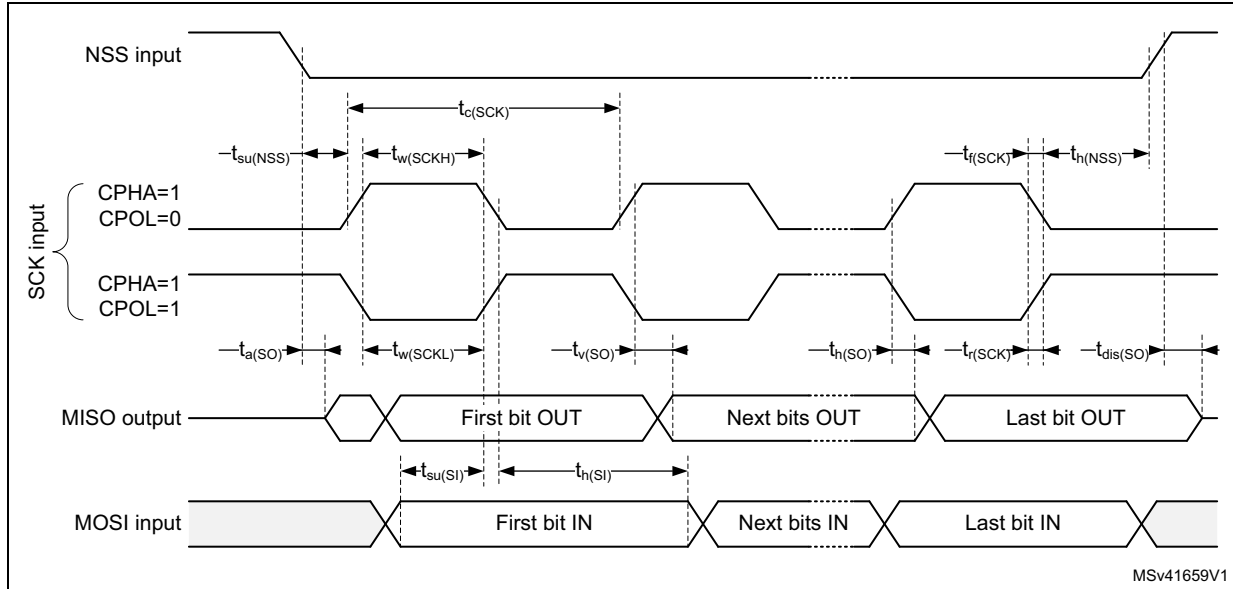 NSS input
tc(SCK)
tsu(NSS) tw(SCKH) tf(SCK) th(NSS)
SCK input
CPHA=1
CPOL=0
CPHA=1
CPOL=1
ta(SO) tw(SCKL) tv(SO) th(SO) tr(SCK) tdis(SO)
MISO output First bit OUT Next bits OUT Last bit OUT
tsu(SI) th(SI)
MOSI input First bit IN Next bits IN Last bit IN
MSv41659V1